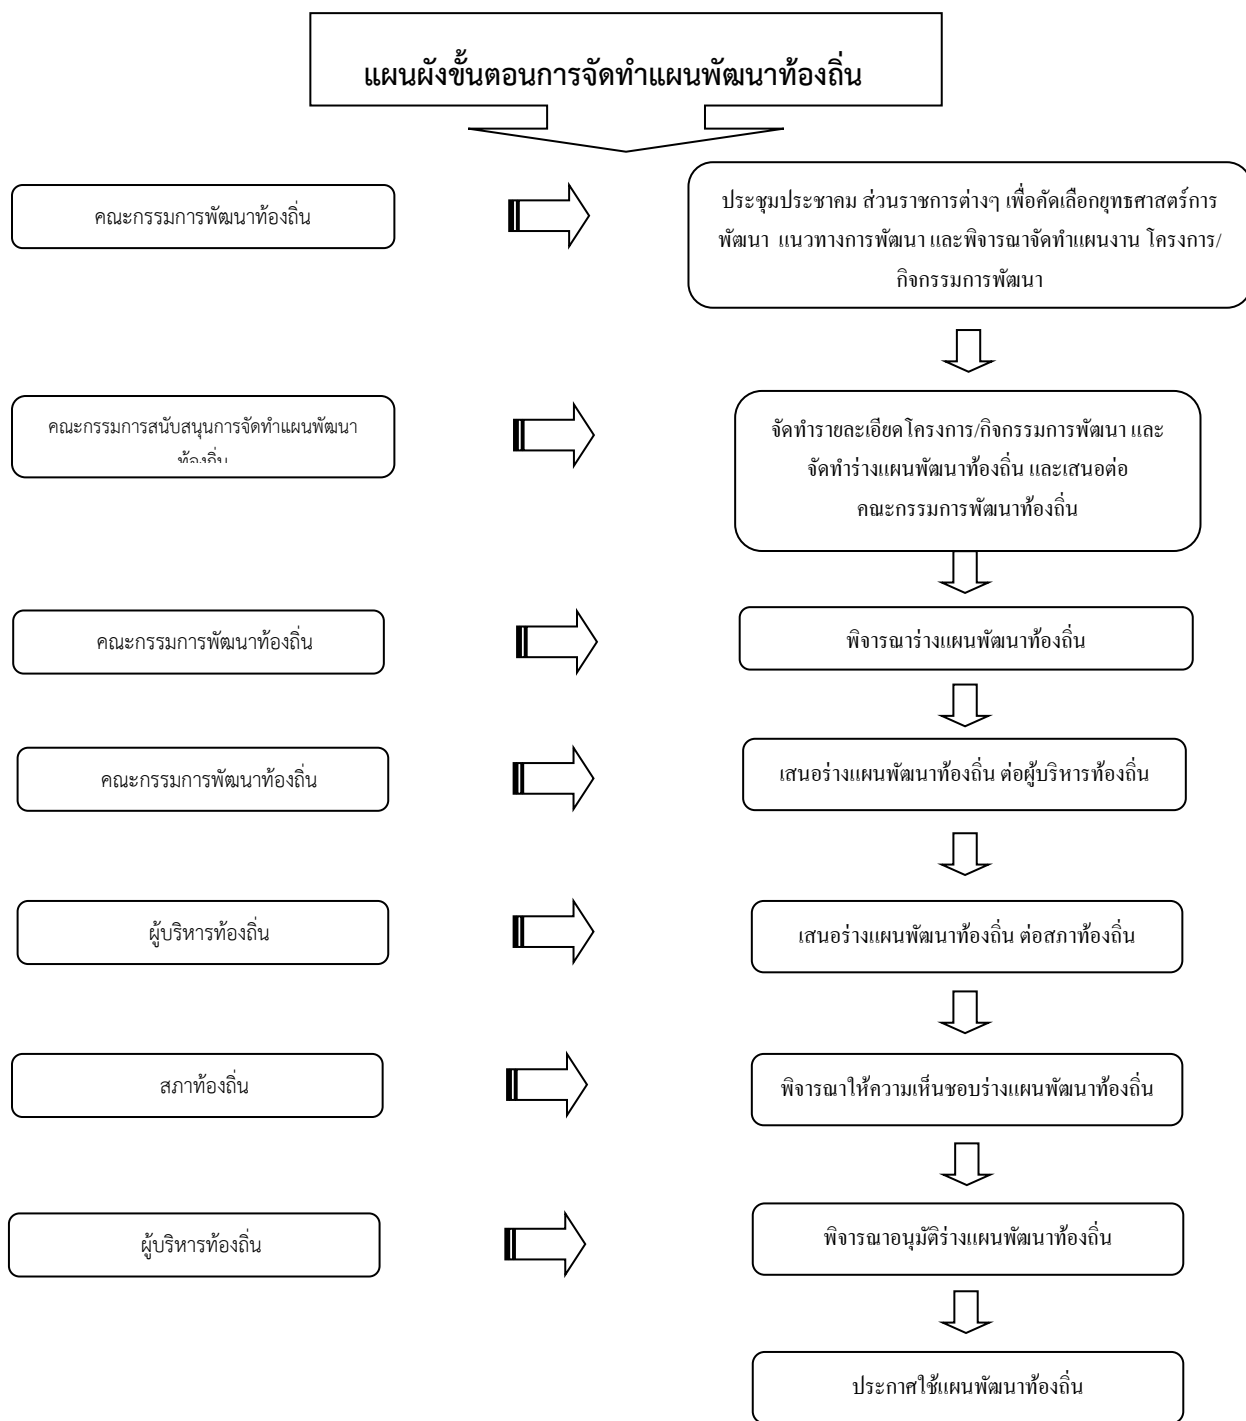 แผนผังขั้นตอนการจัดทำแผนพัฒนาท้องถิ่น
คณะกรรมการพัฒนาท้องถิ่น
ประชุมประชาคม ส่วนราชการต่างๆ เพื่อคัดเลือกยุทธศาสตร์การ
พัฒนา แนวทางการพัฒนา และพิจารณาจัดทำแผนงาน โครงการ/
กิจกรรมการพัฒนา
คณะกรรมการสนับสนุนการจัดทำแผนพัฒนา
ท้องถิ่น
จัดทำรายละเอียดโครงการ/กิจกรรมการพัฒนา และ
จัดทำร่างแผนพัฒนาท้องถิ่น และเสนอต่อ
คณะกรรมการพัฒนาท้องถิ่น
คณะกรรมการพัฒนาท้องถิ่น
พิจารณาร่างแผนพัฒนาท้องถิ่น
คณะกรรมการพัฒนาท้องถิ่น
เสนอร่างแผนพัฒนาท้องถิ่น ต่อผู้บริหารท้องถิ่น
ผู้บริหารท้องถิ่น
เสนอร่างแผนพัฒนาท้องถิ่น ต่อสภาท้องถิ่น
สภาท้องถิ่น
พิจารณาให้ความเห็นชอบร่างแผนพัฒนาท้องถิ่น
ผู้บริหารท้องถิ่น
พิจารณาอนุมัติร่างแผนพัฒนาท้องถิ่น
ประกาศใช้แผนพัฒนาท้องถิ่น